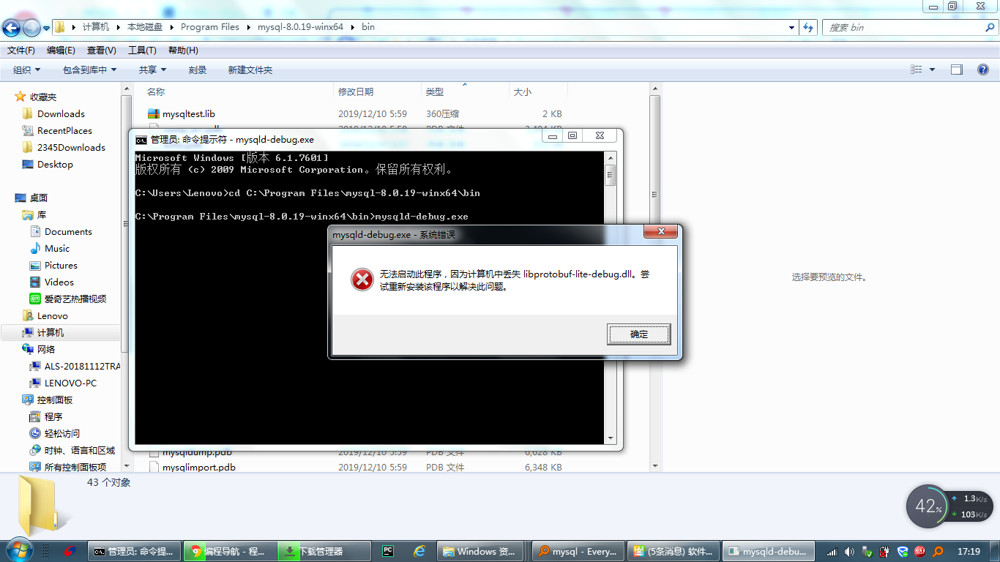 计算机 ▸ 本地磁盘 ▸ Program Files ▸ mysql-8.0.19-winx64 ▸ bin
搜索 bin
文件(F) 编辑(E) 查看(V) 工具(T) 帮助(H)
组织 包含到库中 共享 刻录 新建文件夹
收藏夹
Downloads
RecentPlaces
2345Downloads
Desktop
桌面
库
Documents
Music
Pictures
Videos
爱奇艺热播视频
Lenovo
计算机
网络
ALS-20181112TRA
LENOVO-PC
控制面板
程序
轻松访问
时钟、语言和区域
所有控制面板项
名称 修改日期 类型 大小
mysqltest.lib 2019/12/10 5:59 360压缩 2 KB
管理员: 命令提示符 - mysqld-debug.exe
Microsoft Windows [版本 6.1.7601]
版权所有 (c) 2009 Microsoft Corporation。保留所有权利。
C:\Users\Lenovo>cd C:\Program Files\mysql-8.0.19-winx64\bin
C:\Program Files\mysql-8.0.19-winx64\bin>mysqld-debug.exe
mysqld-debug.exe - 系统错误
无法启动此程序，因为计算机中丢失 libprotobuf-lite-debug.dll。尝
试重新安装该程序以解决此问题。
确定
选择要预览的文件。
mysqldump.pdb 2019/12/10 5:59 PDB 文件 6,628 KB
mysqlimport.pdb 2019/12/10 5:59 PDB 文件 6,348 KB
43 个对象
42%
1.3K/s
103K/s
管理员: 命令提...
编程导航 - 程...
下载管理器
PC
Windows 资...
mysql - Every...
(5条消息) 软件...
mysqld-debu...
17:19